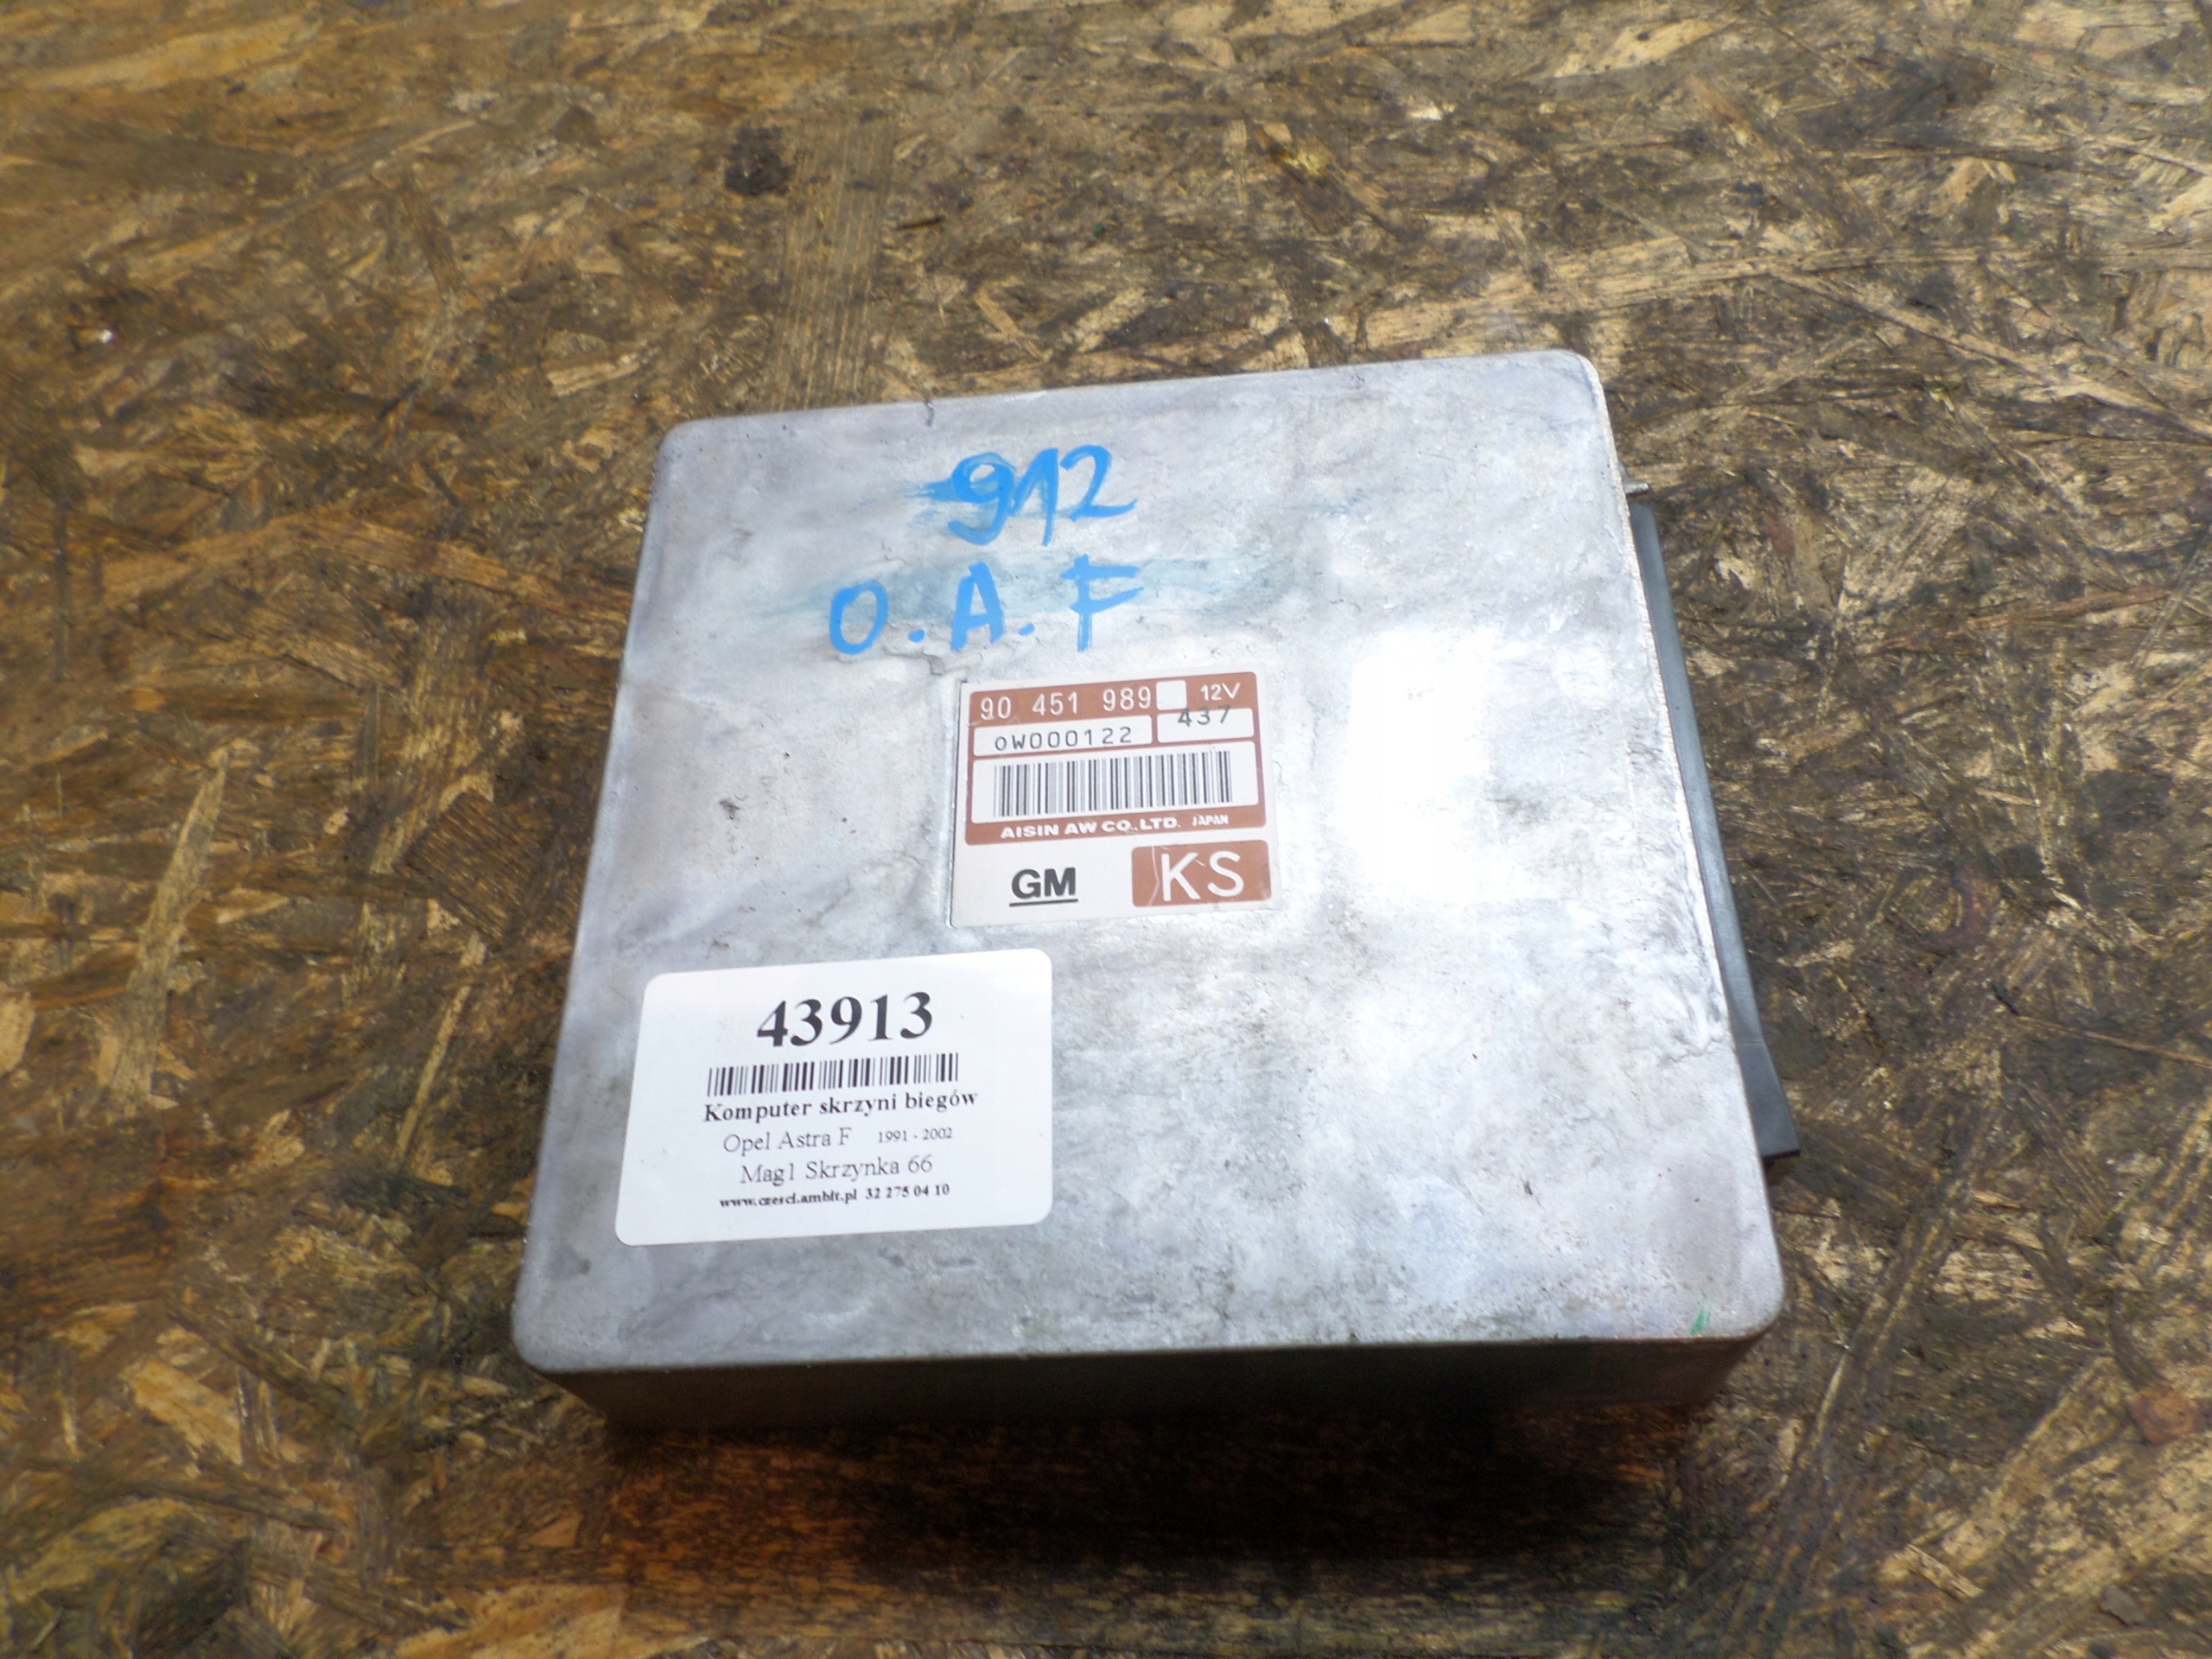 912
O.A.F
90 451 989 12V
0W000122 437
AISIN AW CO.,LTD. JAPAN
GM KS
43913
Komputer skrzyni biegów
Opel Astra F 1991 - 2002
Mag1 Skrzynka 66
www.czesci.ambit.pl 32 275 04 10